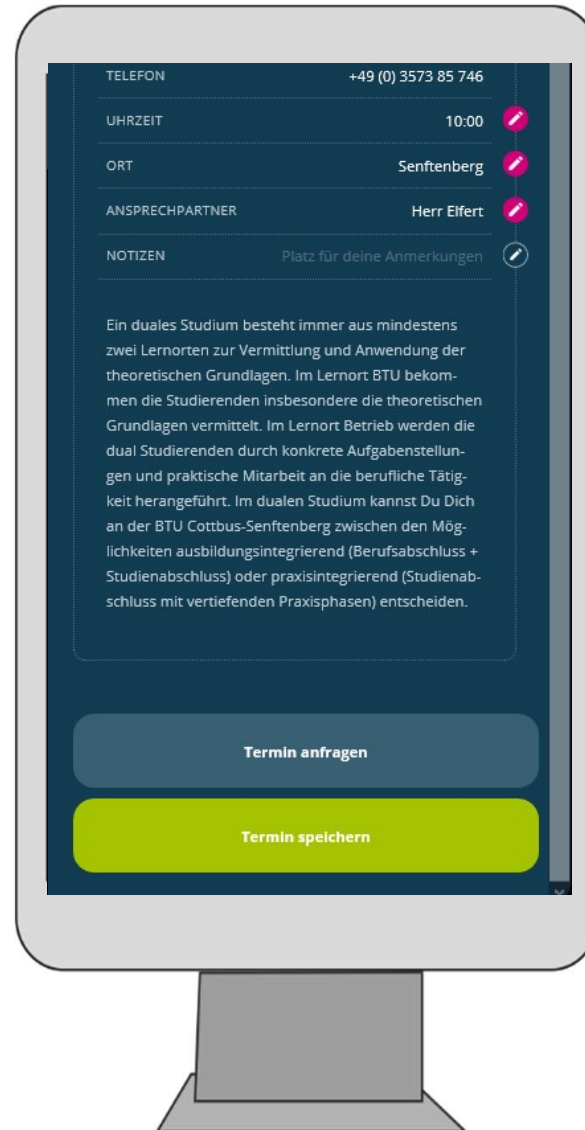 TELEFON +49 (0) 3573 85 746
UHRZEIT 10:00
ORT Senftenberg
ANSPRECHPARTNER Herr Elfert
NOTIZEN Platz für deine Anmerkungen
Ein duales Studium besteht immer aus mindestens
zwei Lernorten zur Vermittlung und Anwendung der
theoretischen Grundlagen. Im Lernort BTU bekom-
men die Studierenden insbesondere die theoretischen
Grundlagen vermittelt. Im Lernort Betrieb werden die
dual Studierenden durch konkrete Aufgabenstellun-
gen und praktische Mitarbeit an die berufliche Tätig-
keit herangeführt. Im dualen Studium kannst Du Dich
an der BTU Cottbus-Senftenberg zwischen den Mög-
lichkeiten ausbildungsintegrierend (Berufsabschluss +
Studienabschluss) oder praxisintegrierend (Studienab-
schluss mit vertiefenden Praxisphasen) entscheiden.
Termin anfragen
Termin speichern